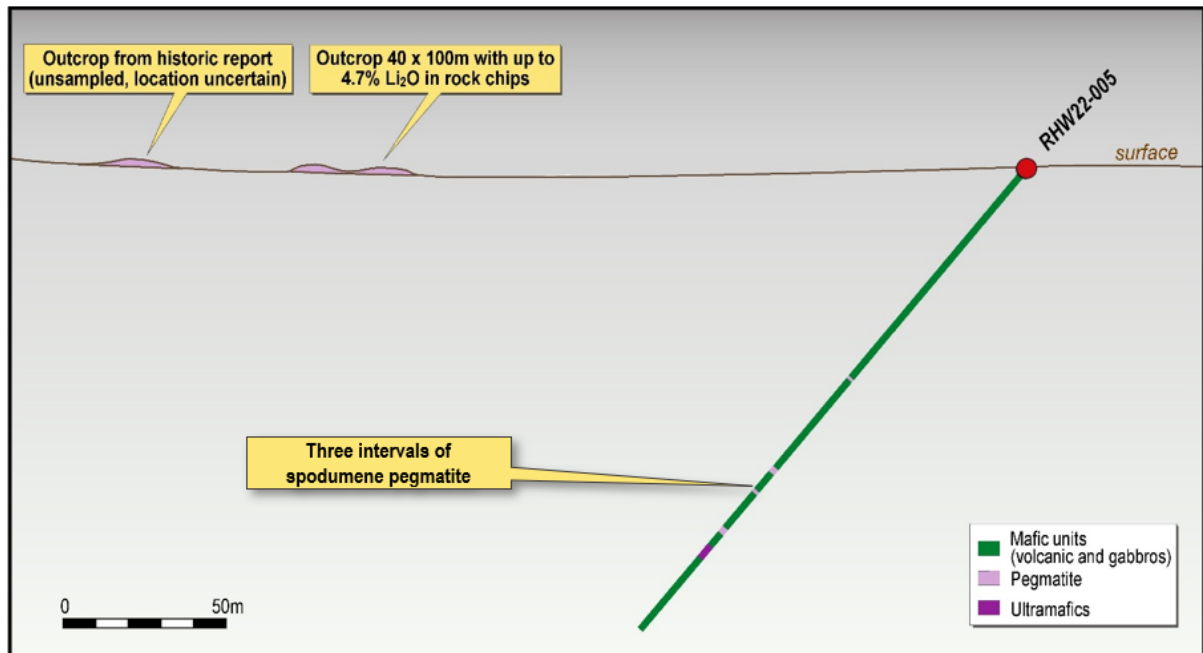 Outcrop from historic report
(unsampled, location uncertain)
Outcrop 40 x 100m with up to
4.7% Li₂O in rock chips
RHW22-005
surface
Three intervals of
spodumene pegmatite
Mafic units
(volcanic and gabbros)
Pegmatite
Ultramafics
0 50m